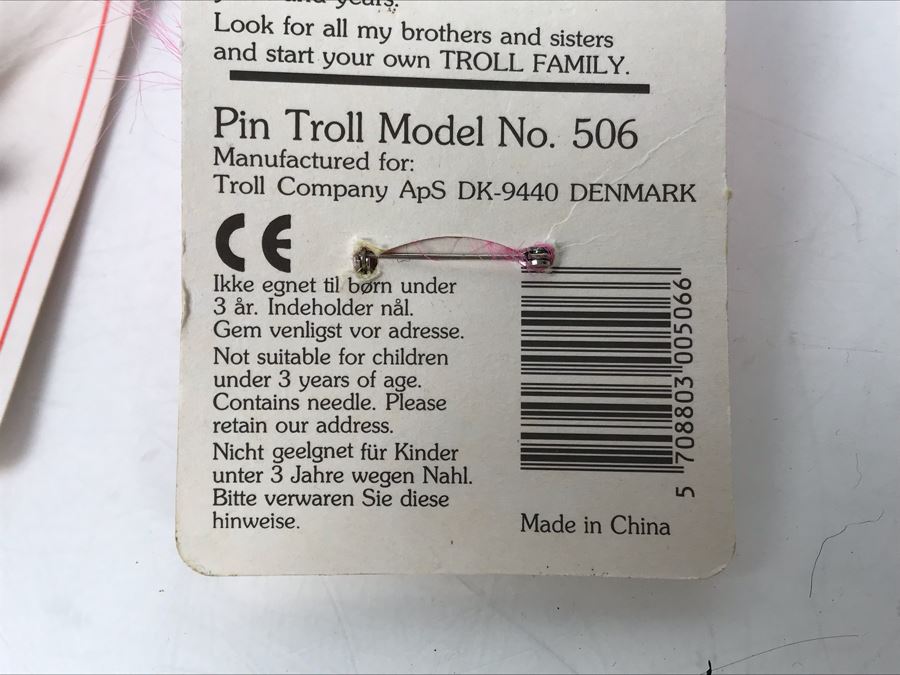 years.
Look for all my brothers and sisters
and start your own TROLL FAMILY.
Pin Troll Model No. 506
Manufactured for:
Troll Company ApS DK-9440 DENMARK
CE
Ikke egnet til børn under
3 år. Indeholder nål.
Gem venligst vor adresse.
Not suitable for children
under 3 years of age.
Contains needle. Please
retain our address.
Nicht geelgnet für Kinder
unter 3 Jahre wegen Nahl.
Bitte verwaren Sie diese
hinweise.
5 708803 005066
Made in China